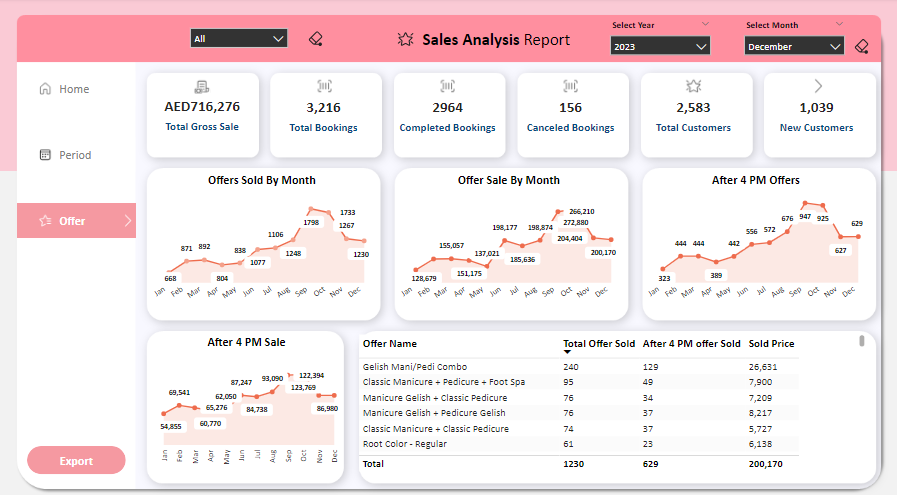 Select Year
Select Month
All
Sales Analysis Report
2023
December
Home
Period
Offer
Export
AED716,276
Total Gross Sale
3,216
Total Bookings
2964
Completed Bookings
156
Canceled Bookings
2,583
Total Customers
1,039
New Customers
Offers Sold By Month
668
871
892
804
838
1077
1106
1248
1798
1733
1267
1230
Jan Feb Mar Apr May Jun Jul Aug Sep Oct Nov Dec
Offer Sale By Month
128,679
155,057
151,175
137,021
198,177
185,636
198,874
266,210
272,880
204,404
200,170
Jan Feb Mar Apr May Jun Jul Aug Sep Oct Nov Dec
After 4 PM Offers
323
444
444
389
442
556
572
676
947
925
627
629
Jan Feb Mar Apr May Jun Jul Aug Sep Oct Nov Dec
After 4 PM Sale
54,855
69,541
65,276
60,770
62,050
87,247
84,738
93,090
122,394
123,769
86,980
Jan Feb Mar Apr May Jun Jul Aug Sep Oct Nov Dec
Offer Name Total Offer Sold After 4 PM offer Sold Sold Price
Gelish Mani/Pedi Combo 240 129 26,631
Classic Manicure + Pedicure + Foot Spa 95 49 7,900
Manicure Gelish + Classic Pedicure 76 34 7,209
Manicure Gelish + Pedicure Gelish 76 37 8,217
Classic Manicure + Classic Pedicure 74 37 5,727
Root Color - Regular 61 23 6,138
Total 1230 629 200,170